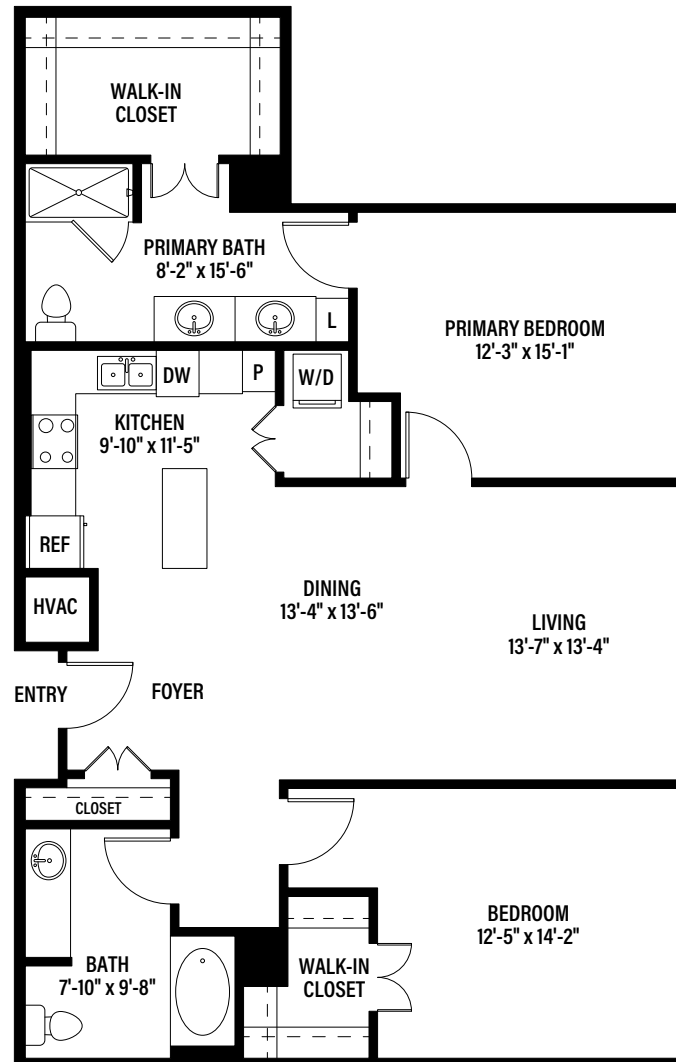 WALK-IN
CLOSET
PRIMARY BATH
8'-2" x 15'-6"
L
PRIMARY BEDROOM
12'-3" x 15'-1"
DW
P
W/D
KITCHEN
9'-10" x 11'-5"
REF
HVAC
DINING
13'-4" x 13'-6"
LIVING
13'-7" x 13'-4"
ENTRY
FOYER
CLOSET
BEDROOM
12'-5" x 14'-2"
BATH
7'-10" x 9'-8"
WALK-IN
CLOSET